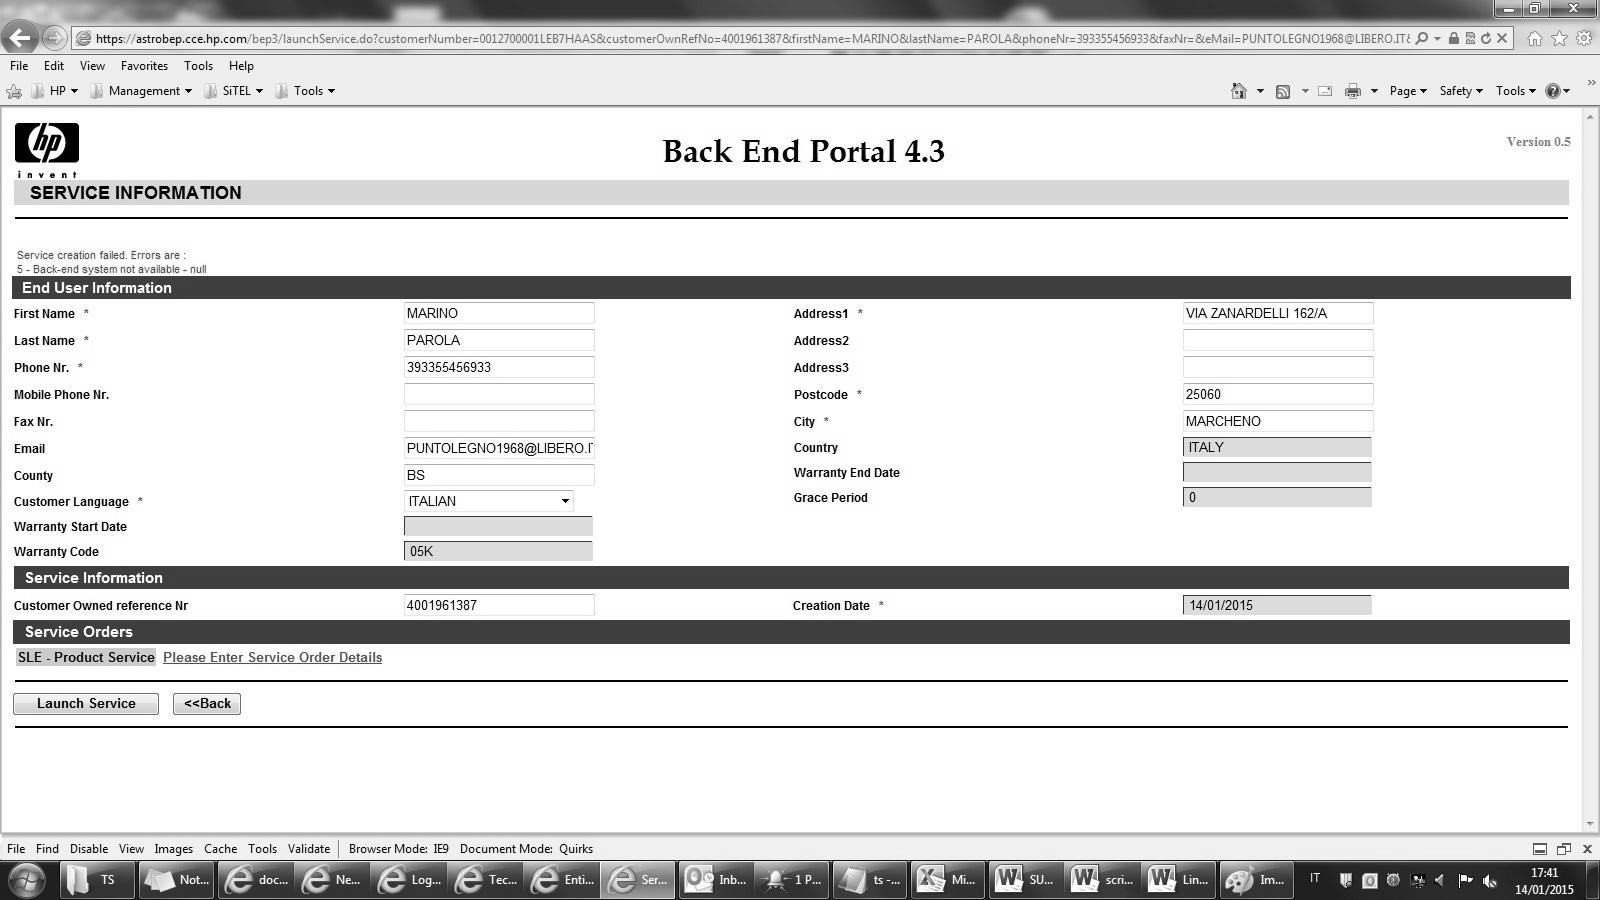 https://astrobep.cce.hp.com/bep3/launchService.do?customerNumber=0012700001LEB7HAAS&customerOwnRefNo=4001961387&firstName=MARINO&lastName=PAROLA&phoneNr=393355456933&faxNr=&eMail=PUNTOLEGNO1968@LIBERO.IT&
File Edit View Favorites Tools Help
HP Management SiTEL Tools Page Safety Tools
hp
invent
Back End Portal 4.3
Version 0.5
SERVICE INFORMATION
Service creation failed. Errors are :
5 - Back-end system not available - null
End User Information
First Name * MARINO Address1 * VIA ZANARDELLI 162/A
Last Name * PAROLA Address2
Phone Nr. * 393355456933 Address3
Mobile Phone Nr. Postcode * 25060
Fax Nr. City * MARCHENO
Email PUNTOLEGNO1968@LIBERO.IT Country ITALY
County BS Warranty End Date
Customer Language * ITALIAN Grace Period 0
Warranty Start Date
Warranty Code 05K
Service Information
Customer Owned reference Nr 4001961387 Creation Date * 14/01/2015
Service Orders
SLE - Product Service Please Enter Service Order Details
Launch Service <<Back
File Find Disable View Images Cache Tools Validate Browser Mode: IE9 Document Mode: Quirks
TS Not... doc... Ne... Log... Tec... Enti... Ser... Inb... 1 P... ts -... Mi... SU... scri... Lin... Im... IT 17:41
14/01/2015